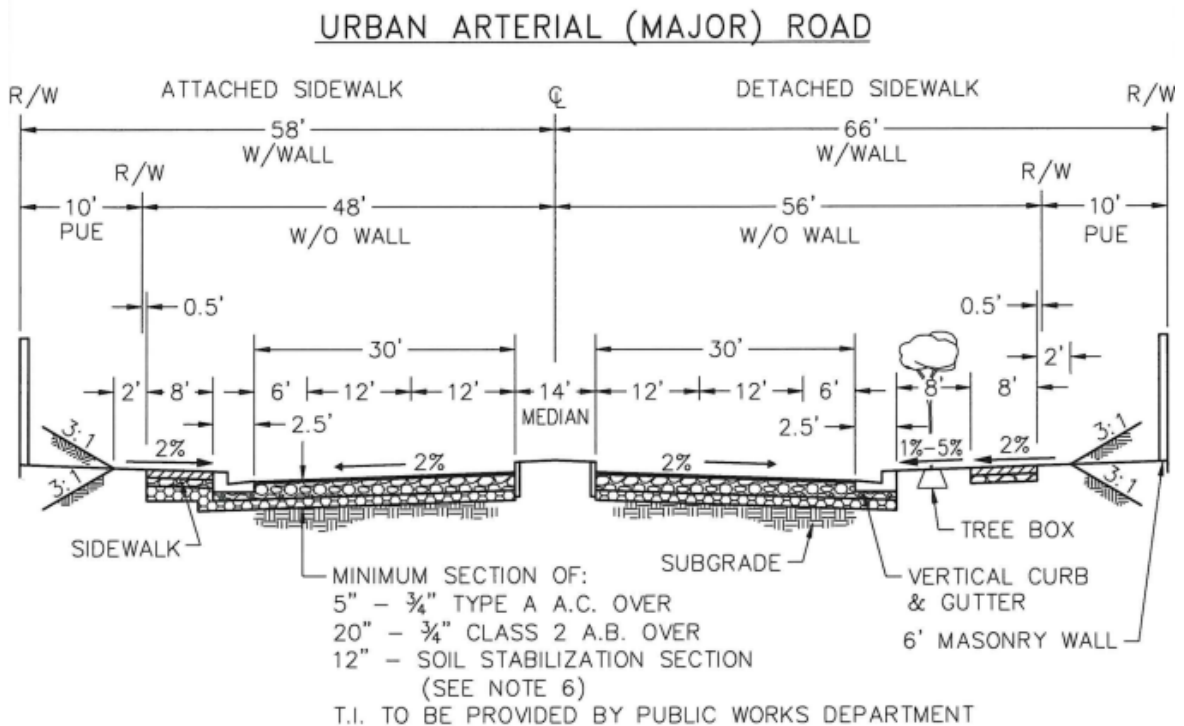 URBAN ARTERIAL (MAJOR) ROAD
R/W ATTACHED SIDEWALK ℄ DETACHED SIDEWALK R/W
58' 66'
W/WALL W/WALL
R/W R/W
10' 48' 56' 10'
PUE W/O WALL W/O WALL PUE
0.5' 0.5'
30' 30' 2'
2' 8' 6' 12' 12' 14' 12' 12' 6' 8' 8'
MEDIAN
2.5' 2.5'
3:1 2% 2% 2% 1%-5% 2% 3:1
3:1 3:1
SIDEWALK SUBGRADE TREE BOX
MINIMUM SECTION OF: VERTICAL CURB
5" - ¾" TYPE A A.C. OVER & GUTTER
20" - ¾" CLASS 2 A.B. OVER 6' MASONRY WALL
12" - SOIL STABILIZATION SECTION
(SEE NOTE 6)
T.I. TO BE PROVIDED BY PUBLIC WORKS DEPARTMENT